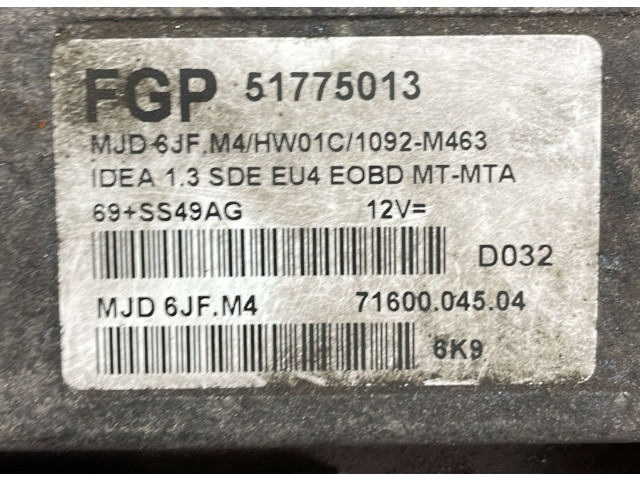 FGP 51775013
MJD 6JF.M4/HW01C/1092-M463
IDEA 1.3 SDE EU4 EOBD MT-MTA
69+SS49AG 12V=
D032
MJD 6JF.M4 71600.045.04
6K9